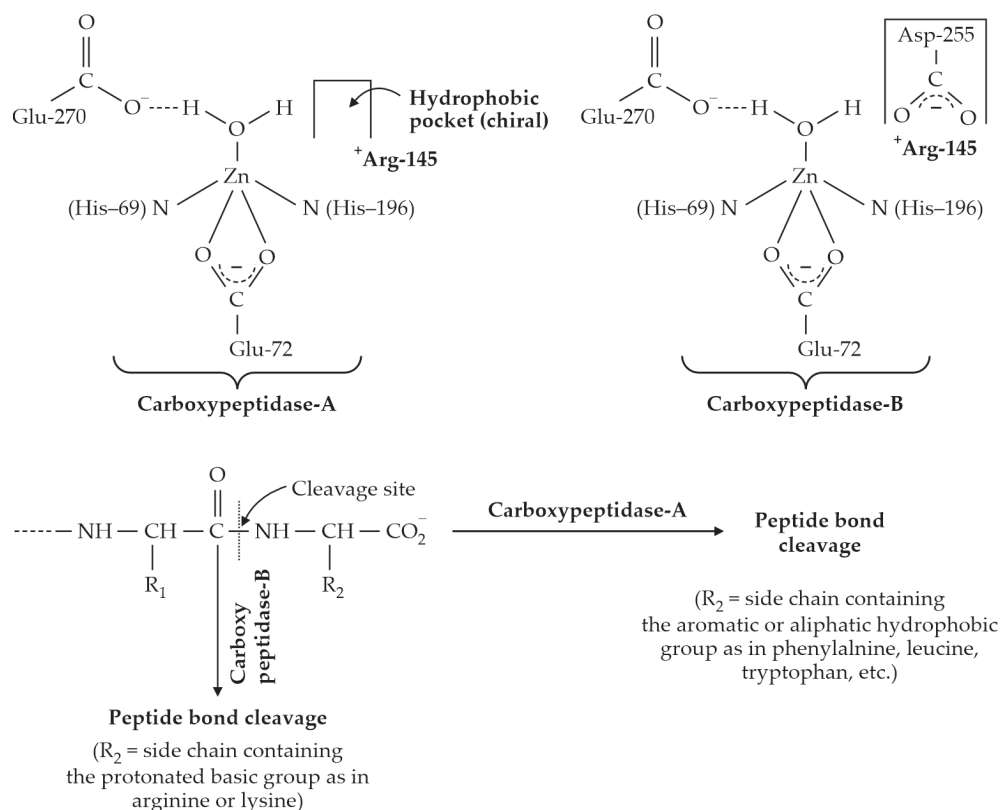 O
C
Glu-270
O⁻
H
H
O
Hydrophobic
pocket (chiral)
⁺Arg-145
Zn
(His–69) N
N (His–196)
O
O
–
C
Glu-72
Carboxypeptidase-A
O
C
Glu-270
O⁻
H
H
O
Asp-255
C
O
–
O
⁺Arg-145
Zn
(His–69) N
N (His–196)
O
O
–
C
Glu-72
Carboxypeptidase-B
O
Cleavage site
NH — CH — C — NH — CH — CO₂⁻
R₁
R₂
Carboxypeptidase-A
Peptide bond
cleavage
(R₂ = side chain containing
the aromatic or aliphatic hydrophobic
group as in phenylalnine, leucine,
tryptophan, etc.)
Carboxy
peptidase-B
Peptide bond cleavage
(R₂ = side chain containing
the protonated basic group as in
arginine or lysine)